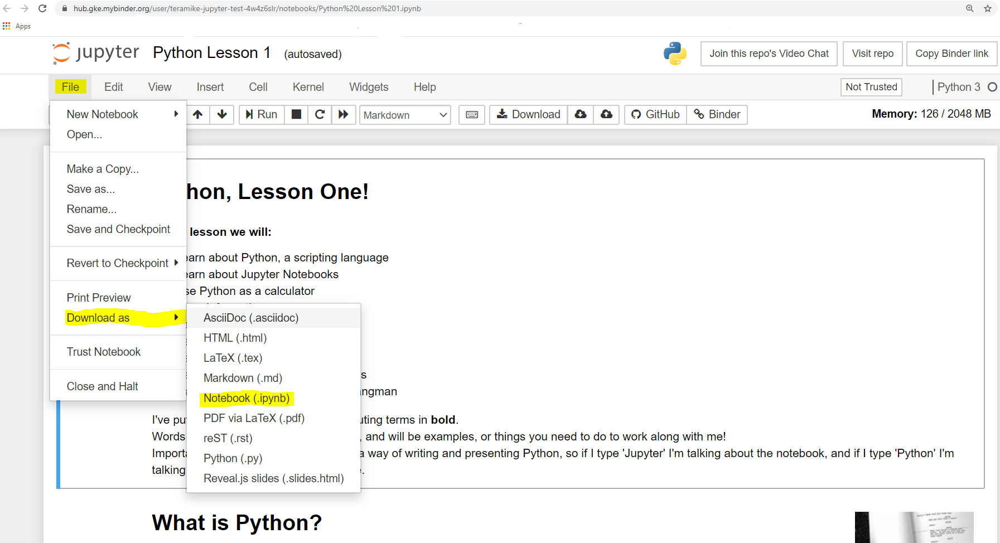 hub.gke.mybinder.org/user/teramike-jupyter-test-4w4z6slr/notebooks/Python%20Lesson%201.ipynb
Apps
jupyter Python Lesson 1 (autosaved)
Join this repo's Video Chat Visit repo Copy Binder link
File Edit View Insert Cell Kernel Widgets Help Not Trusted Python 3
Run Markdown Download GitHub Binder Memory: 126 / 2048 MB
New Notebook
Open...
Make a Copy...
Save as...
Rename...
Save and Checkpoint
Revert to Checkpoint
Print Preview
Download as
Trust Notebook
Close and Halt
AsciiDoc (.asciidoc)
HTML (.html)
LaTeX (.tex)
Markdown (.md)
Notebook (.ipynb)
PDF via LaTeX (.pdf)
reST (.rst)
Python (.py)
Reveal.js slides (.slides.html)
hon, Lesson One!
lesson we will:
earn about Python, a scripting language
earn about Jupyter Notebooks
se Python as a calculator
s
angman
I've pu uting terms in bold.
Words , and will be examples, or things you need to do to work along with me!
Importa a way of writing and presenting Python, so if I type 'Jupyter' I'm talking about the notebook, and if I type 'Python' I'm
talking .
What is Python?